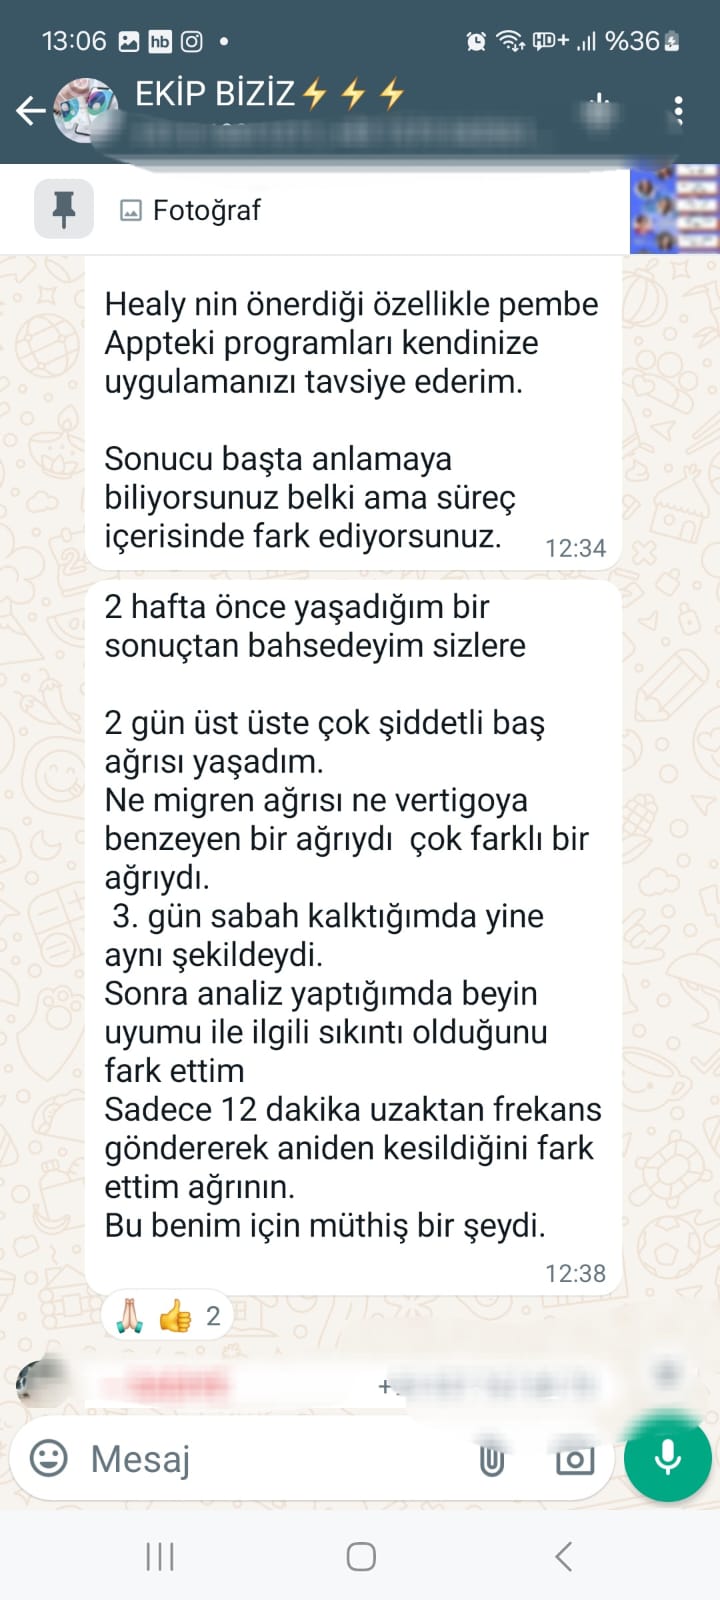 13:06 hb %36
EKİP BİZİZ⚡⚡⚡
Fotoğraf
Healy nin önerdiği özellikle pembe
Appteki programları kendinize
uygulamanızı tavsiye ederim.
Sonucu başta anlamaya
biliyorsunuz belki ama süreç
içerisinde fark ediyorsunuz.
12:34
2 hafta önce yaşadığım bir
sonuçtan bahsedeyim sizlere
2 gün üst üste çok şiddetli baş
ağrısı yaşadım.
Ne migren ağrısı ne vertigoya
benzeyen bir ağrıydı  çok farklı bir
ağrıydı.
3. gün sabah kalktığımda yine
aynı şekildeydi.
Sonra analiz yaptığımda beyin
uyumu ile ilgili sıkıntı olduğunu
fark ettim
Sadece 12 dakika uzaktan frekans
göndererek aniden kesildiğini fark
ettim ağrının.
Bu benim için müthiş bir şeydi.
12:38
🙏🏻 👍 2
Mesaj